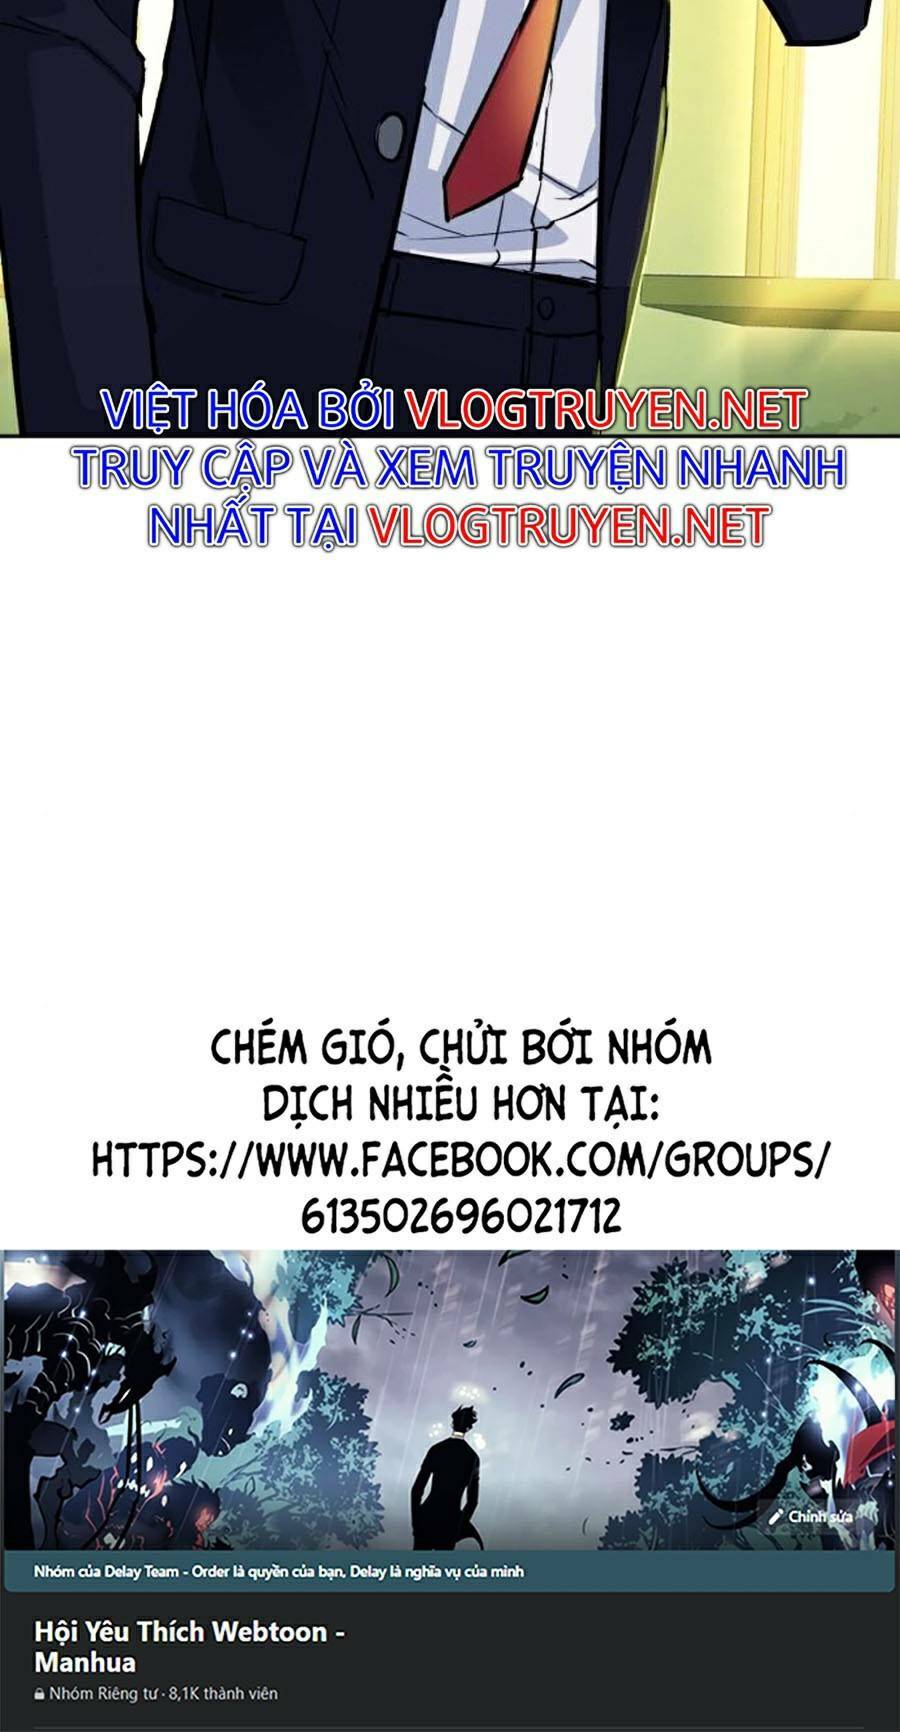 VIỆT HÓA BỞI VLOGTRUYEN.NET
TRUY CẬP VÀ XEM TRUYỆN NHANH
NHẤT TẠI VLOGTRUYEN.NET
CHÉM GIÓ, CHỬI BỚI NHÓM
DỊCH NHIỀU HƠN TẠI:
HTTPS://WWW.FACEBOOK.COM/GROUPS/
613502696021712
Chỉnh sửa
Nhóm của Delay Team - Order là quyền của bạn, Delay là nghĩa vụ của mình
Hội Yêu Thích Webtoon -
Manhua
Nhóm Riêng tư · 8,1K thành viên